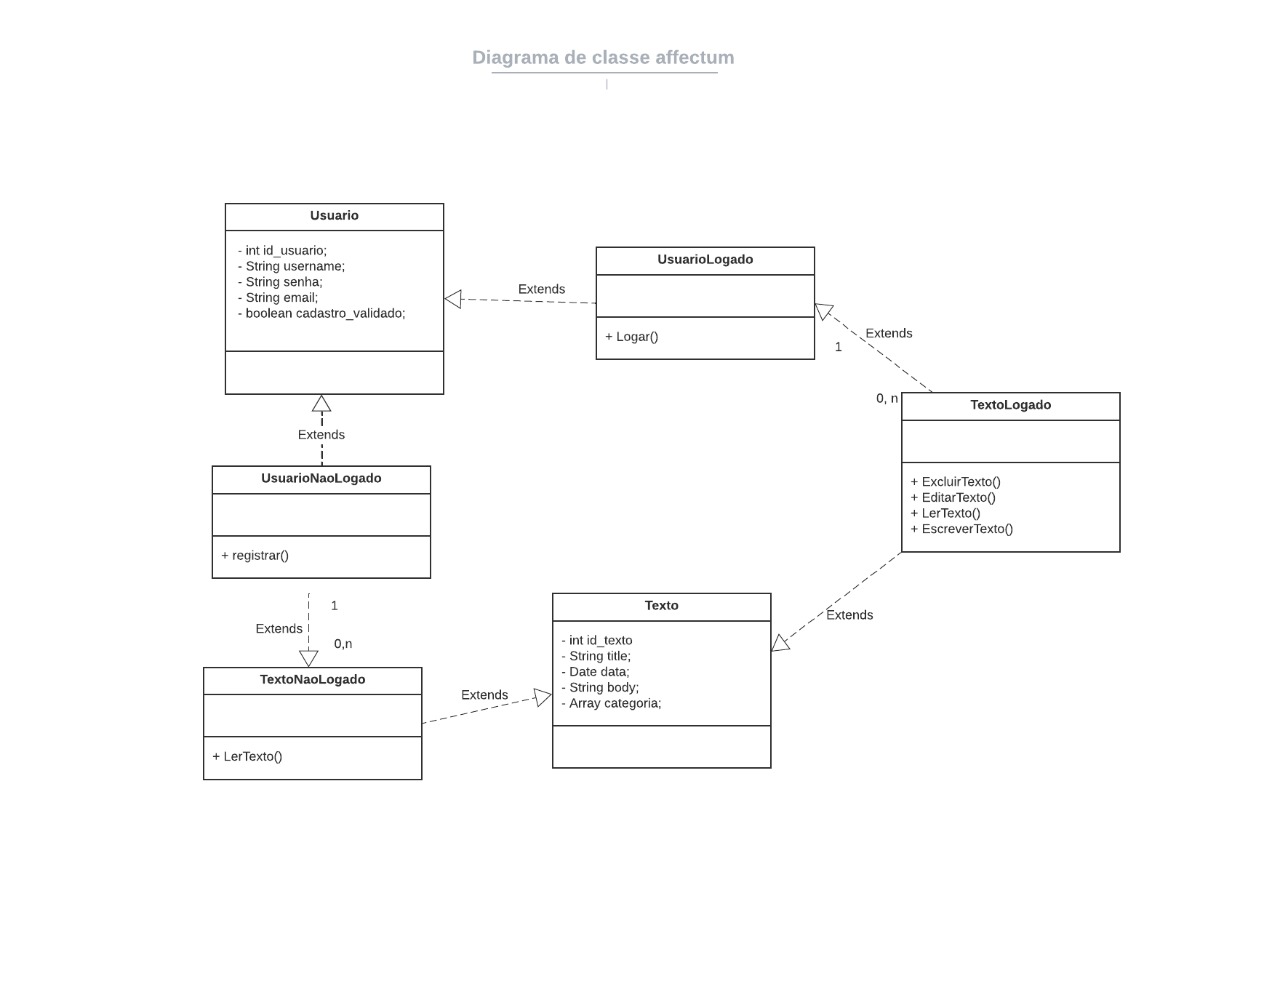 Diagrama de classe affectum
Usuario
- int id_usuario;
- String username;
- String senha;
- String email;
- boolean cadastro_validado;
Extends
UsuarioLogado
+ Logar()
Extends
1
0, n
TextoLogado
+ ExcluirTexto()
+ EditarTexto()
+ LerTexto()
+ EscreverTexto()
Extends
UsuarioNaoLogado
+ registrar()
1
Extends
0,n
TextoNaoLogado
+ LerTexto()
Extends
Texto
- int id_texto
- String title;
- Date data;
- String body;
- Array categoria;
Extends